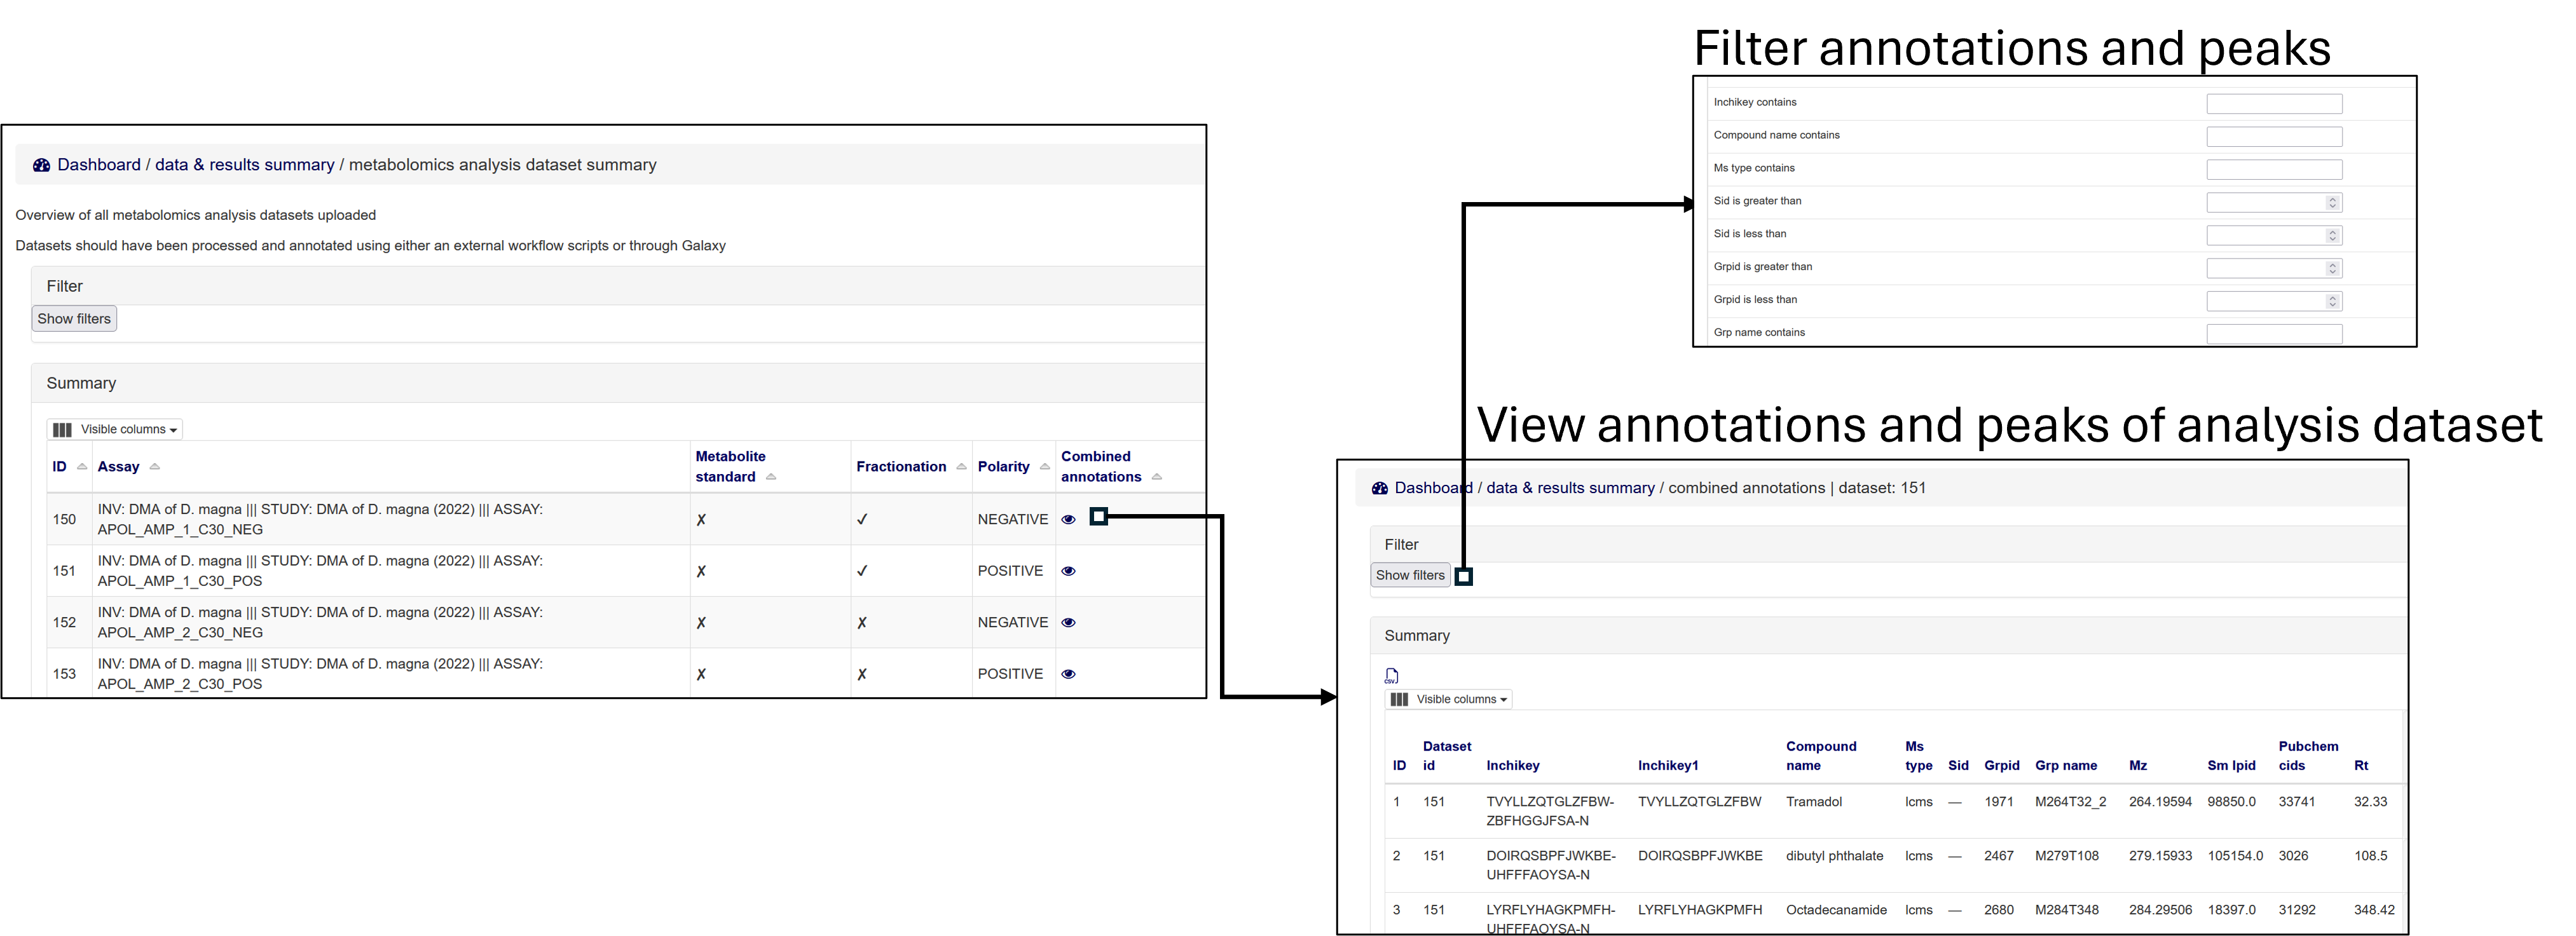 Filter annotations and peaks
Inchikey contains
Compound name contains
Ms type contains
Sid is greater than
Sid is less than
Grpid is greater than
Grpid is less than
Grp name contains
Dashboard / data & results summary / metabolomics analysis dataset summary
Overview of all metabolomics analysis datasets uploaded
Datasets should have been processed and annotated using either an external workflow scripts or through Galaxy
Filter
Show filters
Summary
Visible columns
ID Assay Metabolite standard Fractionation Polarity Combined annotations
150 INV: DMA of D. magna ||| STUDY: DMA of D. magna (2022) ||| ASSAY: ✗ ✓ NEGATIVE
APOL_AMP_1_C30_NEG
151 INV: DMA of D. magna ||| STUDY: DMA of D. magna (2022) ||| ASSAY: ✗ ✓ POSITIVE
APOL_AMP_1_C30_POS
152 INV: DMA of D. magna ||| STUDY: DMA of D. magna (2022) ||| ASSAY: ✗ ✗ NEGATIVE
APOL_AMP_2_C30_NEG
153 INV: DMA of D. magna ||| STUDY: DMA of D. magna (2022) ||| ASSAY: ✗ ✗ POSITIVE
APOL_AMP_2_C30_POS
View annotations and peaks of analysis dataset
Dashboard / data & results summary / combined annotations | dataset: 151
Filter
Show filters
Summary
CSV
Visible columns
ID Dataset id Inchikey Inchikey1 Compound name Ms type Sid Grpid Grp name Mz Sm lpid Pubchem cids Rt
1 151 TVYLLZQTGLZFBW- TVYLLZQTGLZFBW Tramadol lcms — 1971 M264T32_2 264.19594 98850.0 33741 32.33
ZBFHGGJFSA-N
2 151 DOIRQSBPFJWKBE- DOIRQSBPFJWKBE dibutyl phthalate lcms — 2467 M279T108 279.15933 105154.0 3026 108.5
UHFFFAOYSA-N
3 151 LYRFLYHAGKPMFH- LYRFLYHAGKPMFH Octadecanamide lcms — 2680 M284T348 284.29506 18397.0 31292 348.42
UHFFFAOYSA-N